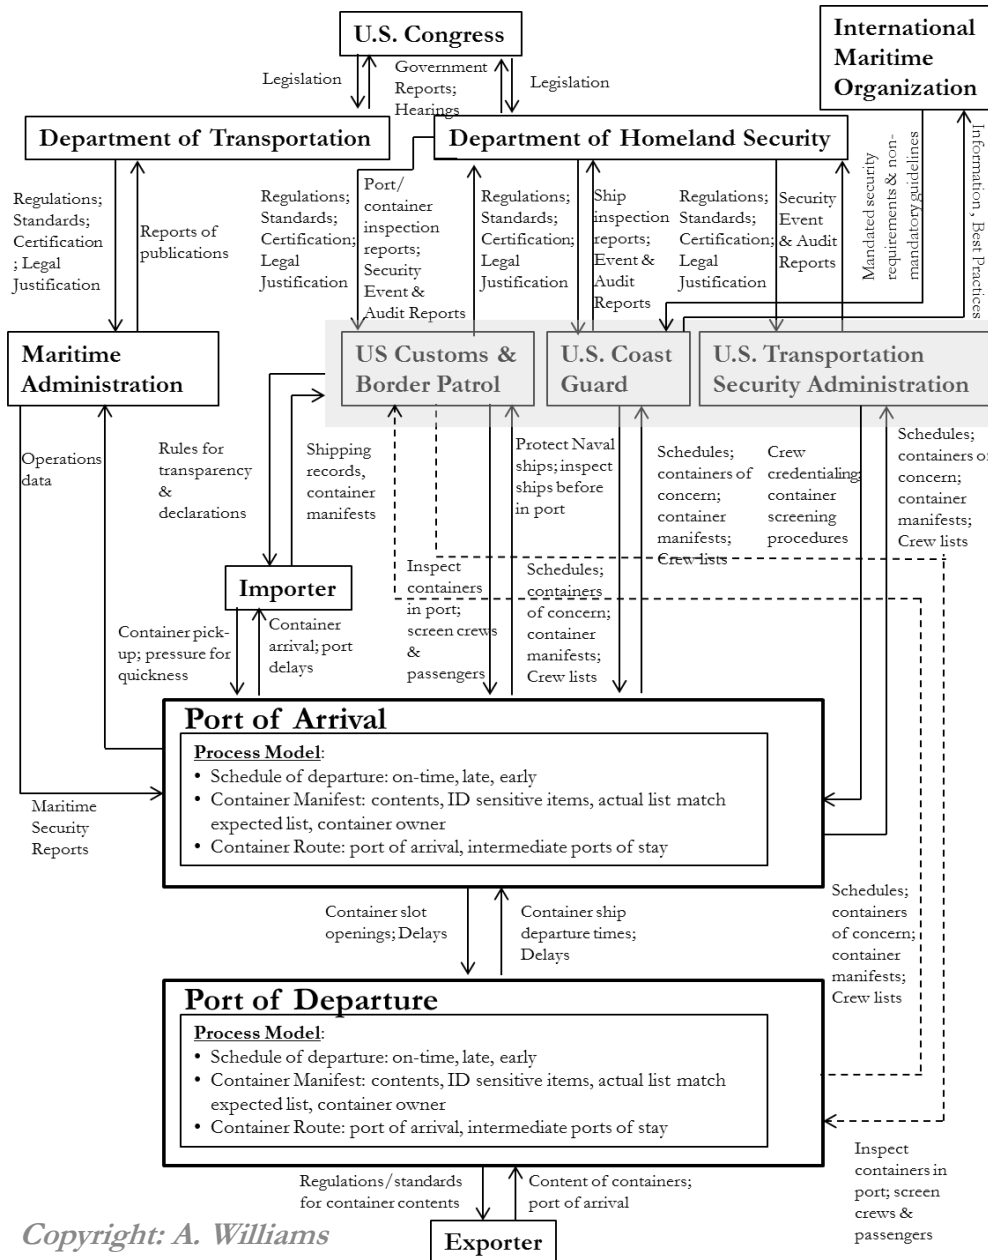 U.S. Congress
International
Maritime
Organization
Legislation
Government
Reports;
Hearings
Legislation
Department of Transportation
Department of Homeland Security
Regulations;
Standards;
Certification
; Legal
Justification
Reports of
publications
Regulations;
Standards;
Certification;
Legal
Justification
Port/
container
inspection
reports;
Security
Event &
Audit Reports
Regulations;
Standards;
Certification;
Legal
Justification
Ship
inspection
reports;
Event &
Audit
Reports
Regulations;
Standards;
Certification;
Legal
Justification
Security
Event
& Audit
Reports
Mandated security
requirements & non-
mandatory guidelines
Information , Best Practices
Maritime
Administration
US Customs &
Border Patrol
U.S. Coast
Guard
U.S. Transportation
Security Administration
Operations
data
Rules for
transparency
&
declarations
Shipping
records,
container
manifests
Protect Naval
ships; inspect
ships before
in port
Schedules;
containers of
concern;
container
manifests;
Crew lists
Crew
credentialing;
container
screening
procedures
Schedules;
containers of
concern;
container
manifests;
Crew lists
Importer
Inspect
containers
in port;
screen crews
&
passengers
Schedules;
containers
of concern;
container
manifests;
Crew lists
Container pick-
up; pressure for
quickness
Container
arrival; port
delays
Port of Arrival
Process Model:
• Schedule of departure: on-time, late, early
• Container Manifest: contents, ID sensitive items, actual list match
expected list, container owner
• Container Route: port of arrival, intermediate ports of stay
Maritime
Security
Reports
Container slot
openings; Delays
Container ship
departure times;
Delays
Schedules;
containers
of concern;
container
manifests;
Crew lists
Port of Departure
Process Model:
• Schedule of departure: on-time, late, early
• Container Manifest: contents, ID sensitive items, actual list match
expected list, container owner
• Container Route: port of arrival, intermediate ports of stay
Inspect
containers in
port; screen
crews &
passengers
Regulations/standards
for container contents
Content of containers;
port of arrival
Exporter
Copyright: A. Williams